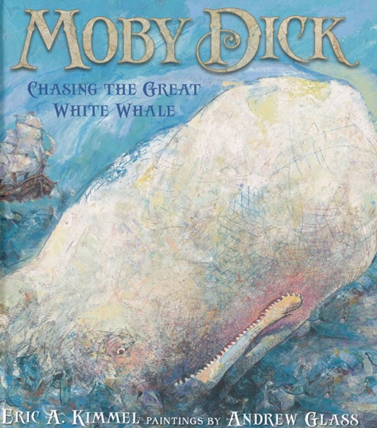 MOBY DICK
CHASING THE GREAT
WHITE WHALE
ERIC A. KIMMEL PAINTINGS BY ANDREW GLASS